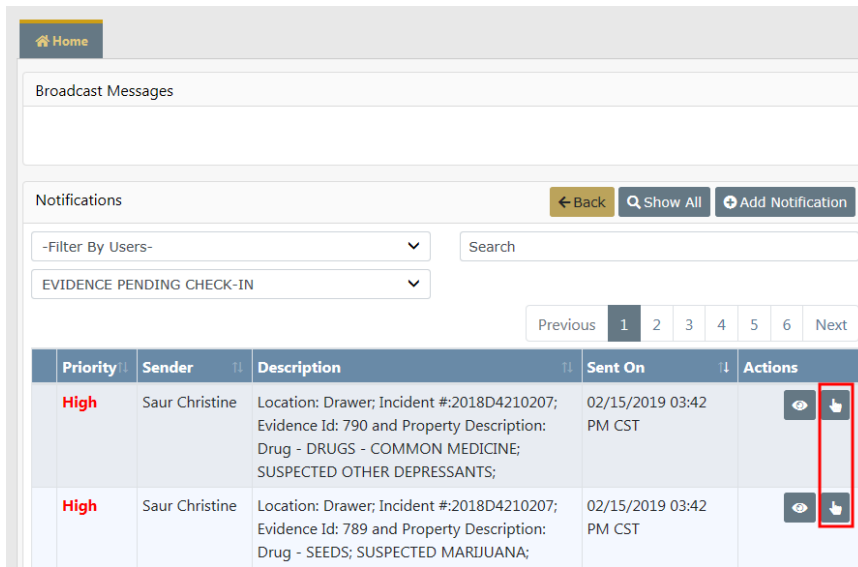 Home
Broadcast Messages
Notifications
Back
Show All
Add Notification
-Filter By Users-
Search
EVIDENCE PENDING CHECK-IN
Previous 1 2 3 4 5 6 Next
Priority Sender Description Sent On Actions
High Saur Christine Location: Drawer; Incident #:2018D4210207; 02/15/2019 03:42
Evidence Id: 790 and Property Description: PM CST
Drug - DRUGS - COMMON MEDICINE;
SUSPECTED OTHER DEPRESSANTS;
High Saur Christine Location: Drawer; Incident #:2018D4210207; 02/15/2019 03:42
Evidence Id: 789 and Property Description: PM CST
Drug - SEEDS; SUSPECTED MARIJUANA;